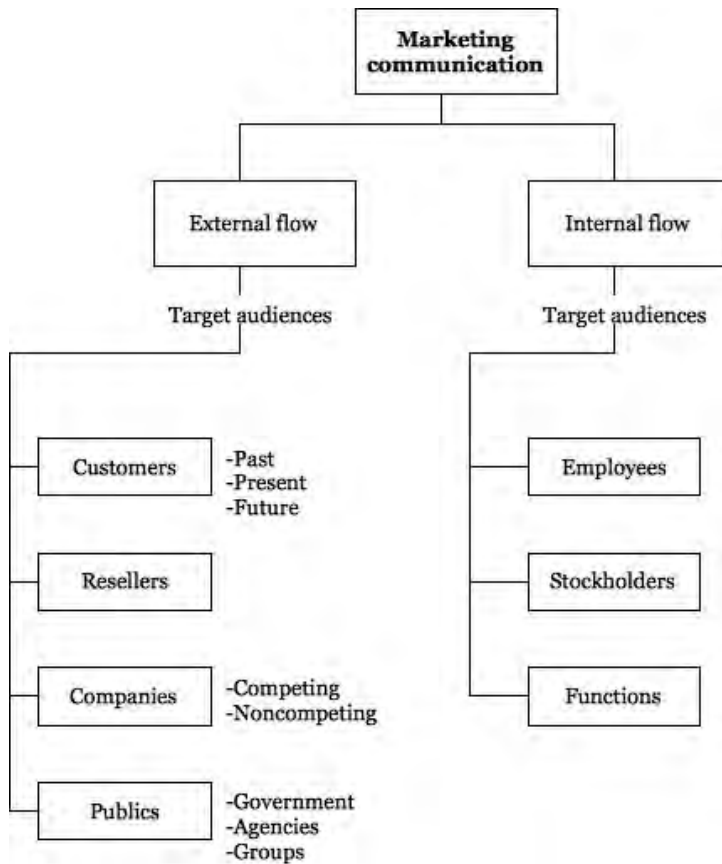 Marketing
communication
External flow
Internal flow
Target audiences
Target audiences
Customers
-Past
-Present
-Future
Employees
Resellers
Stockholders
Companies
-Competing
-Noncompeting
Functions
Publics
-Government
-Agencies
-Groups